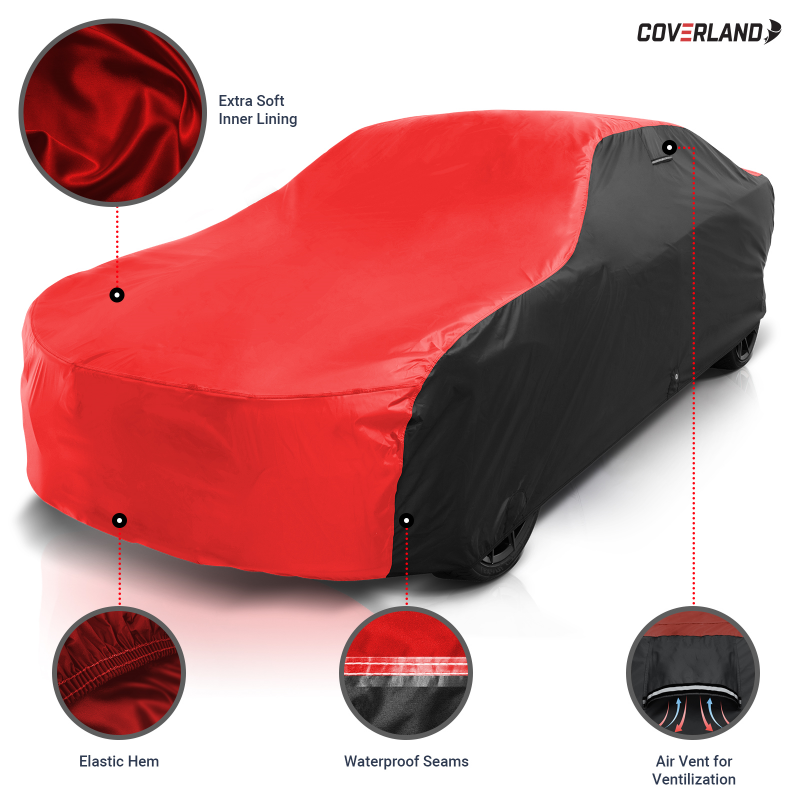 COVERLAND
Extra Soft
Inner Lining
Elastic Hem
Waterproof Seams
Air Vent for
Ventilization